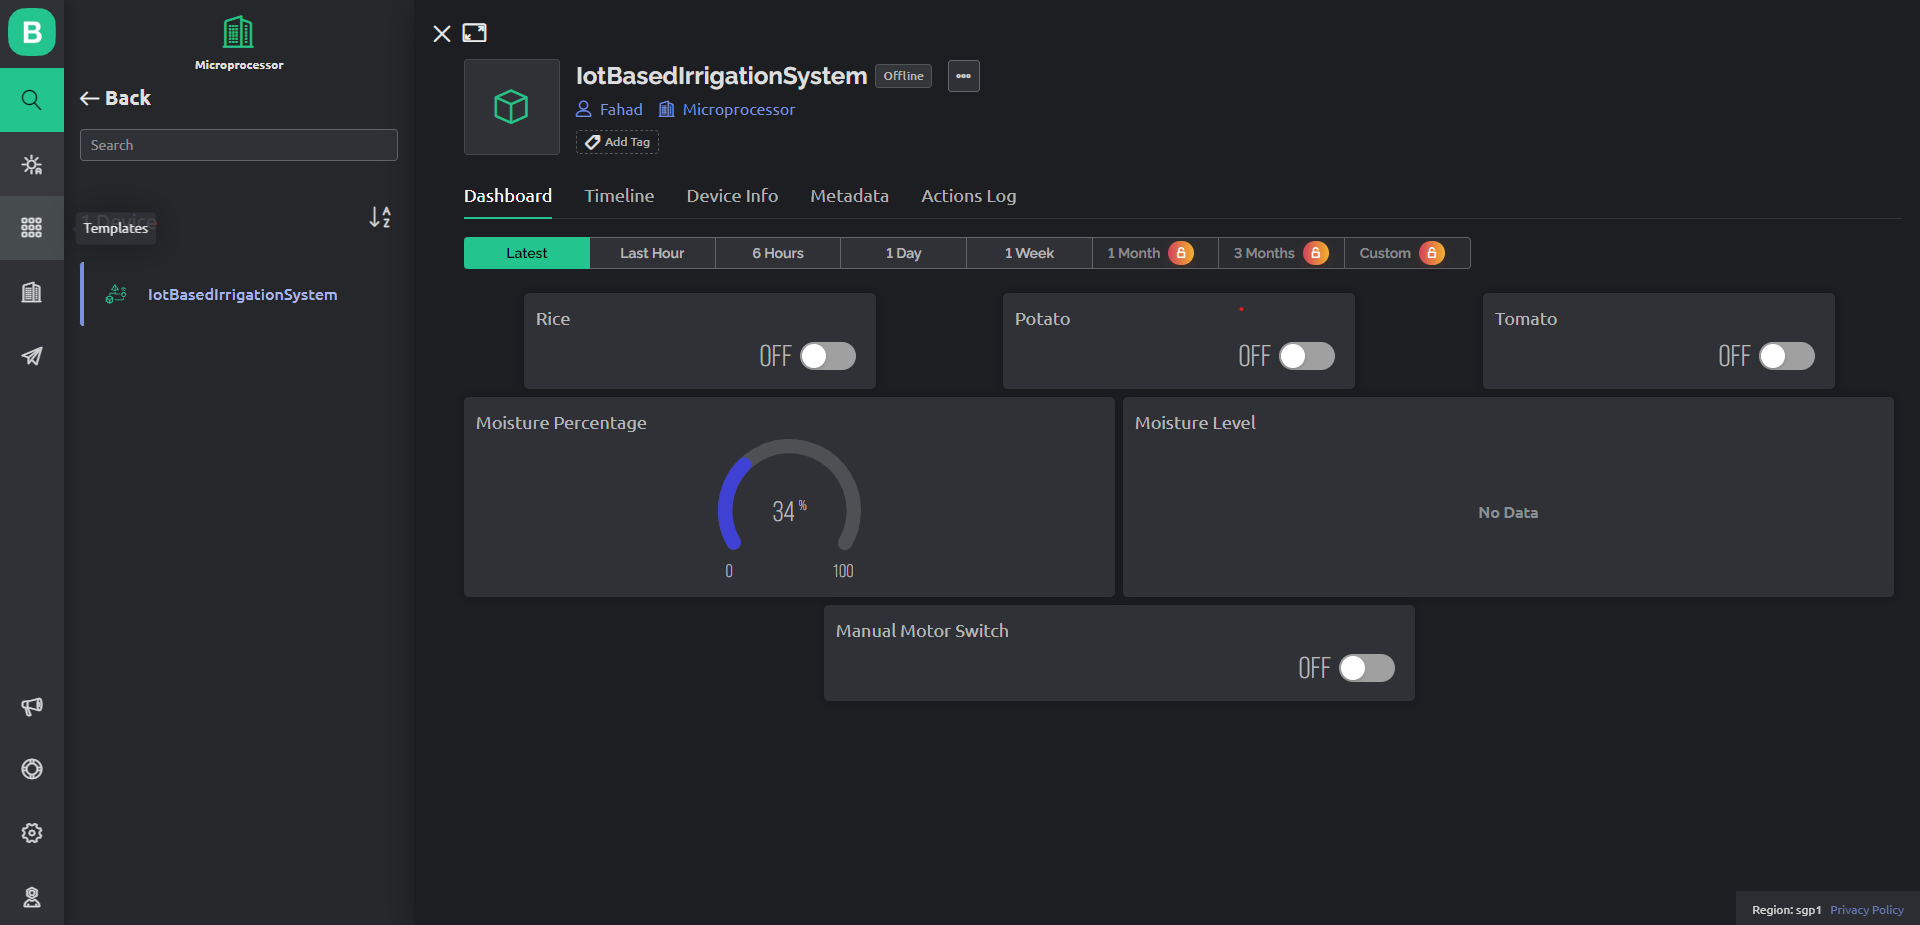 B
Microprocessor
Back
Search
1 Device
Templates
IotBasedIrrigationSystem
IotBasedIrrigationSystem
Offline
Fahad
Microprocessor
Add Tag
Dashboard
Timeline
Device Info
Metadata
Actions Log
Latest
Last Hour
6 Hours
1 Day
1 Week
1 Month
3 Months
Custom
Rice
OFF
Potato
OFF
Tomato
OFF
Moisture Percentage
34 %
0
100
Moisture Level
No Data
Manual Motor Switch
OFF
Region: sgp1
Privacy Policy